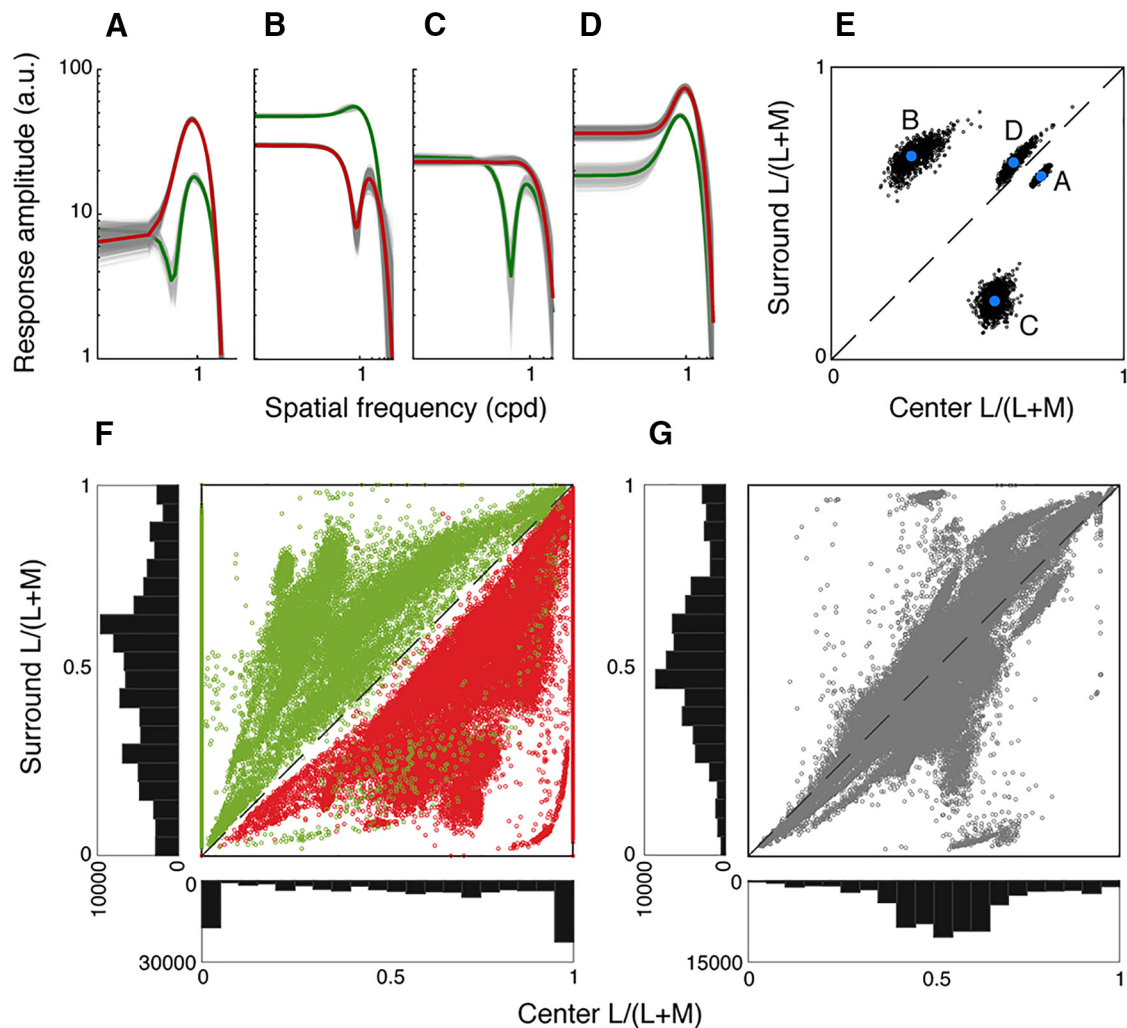 A B C D E
Response amplitude (a.u.)
100
10
1
1 1 1 1
Spatial frequency (cpd)
Surround L/(L+M)
1
0
B
D
A
C
0 1
Center L/(L+M)
F G
Surround L/(L+M)
1
0.5
0
10000 0
0
30000
0 0.5 1
1
0.5
0
10000 0
0
15000
0 0.5 1
Center L/(L+M)